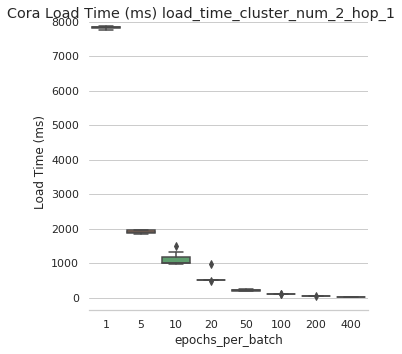 Cora Load Time (ms) load_time_cluster_num_2_hop_1
8000
7000
6000
5000
4000
3000
2000
1000
0
Load Time (ms)
1 5 10 20 50 100 200 400
epochs_per_batch